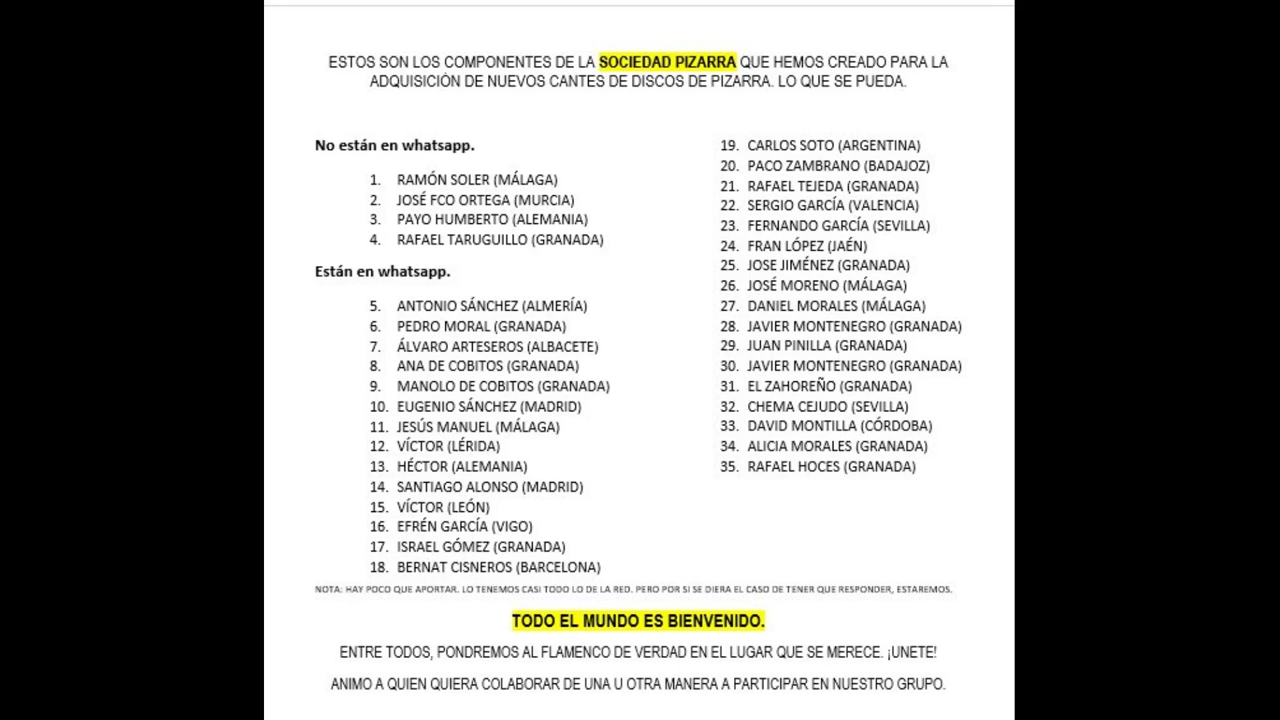 ESTOS SON LOS COMPONENTES DE LA SOCIEDAD PIZARRA QUE HEMOS CREADO PARA LA
ADQUISICIÓN DE NUEVOS CANTES DE DISCOS DE PIZARRA. LO QUE SE PUEDA.
No están en whatsapp.
1. RAMÓN SOLER (MÁLAGA)
2. JOSÉ FCO ORTEGA (MURCIA)
3. PAYO HUMBERTO (ALEMANIA)
4. RAFAEL TARUGUILLO (GRANADA)
Están en whatsapp.
5. ANTONIO SÁNCHEZ (ALMERÍA)
6. PEDRO MORAL (GRANADA)
7. ÁLVARO ARTESEROS (ALBACETE)
8. ANA DE COBITOS (GRANADA)
9. MANOLO DE COBITOS (GRANADA)
10. EUGENIO SÁNCHEZ (MADRID)
11. JESÚS MANUEL (MÁLAGA)
12. VÍCTOR (LÉRIDA)
13. HÉCTOR (ALEMANIA)
14. SANTIAGO ALONSO (MADRID)
15. VÍCTOR (LEÓN)
16. EFRÉN GARCÍA (VIGO)
17. ISRAEL GÓMEZ (GRANADA)
18. BERNAT CISNEROS (BARCELONA)
19. CARLOS SOTO (ARGENTINA)
20. PACO ZAMBRANO (BADAJOZ)
21. RAFAEL TEJEDA (GRANADA)
22. SERGIO GARCÍA (VALENCIA)
23. FERNANDO GARCÍA (SEVILLA)
24. FRAN LÓPEZ (JAÉN)
25. JOSE JIMÉNEZ (GRANADA)
26. JOSÉ MORENO (MÁLAGA)
27. DANIEL MORALES (MÁLAGA)
28. JAVIER MONTENEGRO (GRANADA)
29. JUAN PINILLA (GRANADA)
30. JAVIER MONTENEGRO (GRANADA)
31. EL ZAHOREÑO (GRANADA)
32. CHEMA CEJUDO (SEVILLA)
33. DAVID MONTILLA (CÓRDOBA)
34. ALICIA MORALES (GRANADA)
35. RAFAEL HOCES (GRANADA)
NOTA: HAY POCO QUE APORTAR. LO TENEMOS CASI TODO LO DE LA RED. PERO POR SI SE DIERA EL CASO DE TENER QUE RESPONDER, ESTAREMOS.
TODO EL MUNDO ES BIENVENIDO.
ENTRE TODOS, PONDREMOS AL FLAMENCO DE VERDAD EN EL LUGAR QUE SE MERECE. ¡UNETE!
ANIMO A QUIEN QUIERA COLABORAR DE UNA U OTRA MANERA A PARTICIPAR EN NUESTRO GRUPO.